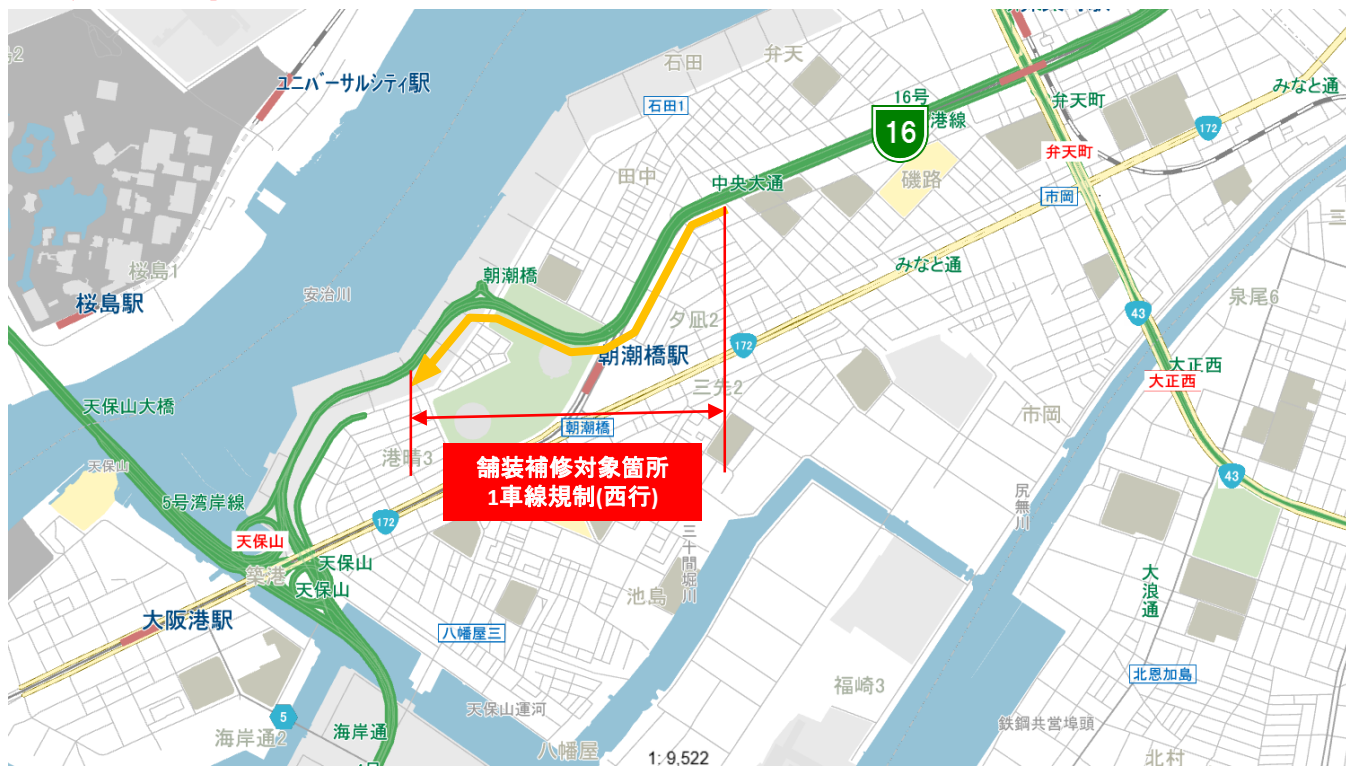 ユニバーサルシティ駅
石田
弁天
石田1
16号
港線
16
弁天町
みなと通
172
弁天町
田中
中央大通
磯路
市岡
みなと通
桜島1
桜島駅
安治川
朝潮橋
夕凪2
172
朝潮橋駅
三先2
泉尾6
43
大正西
大正西
天保山大橋
市岡
朝潮橋
港晴3
舗装補修対象箇所
1車線規制(西行)
天保山
5号湾岸線
172
43
尻無川
三十間堀川
天保山
天保山
築港
天保山
大阪港駅
池島
大浪通
八幡屋三
北恩加島
福崎3
天保山運河
5
海岸通2
海岸通
八幡屋
鉄鋼共営埠頭
北村
1: 9,522